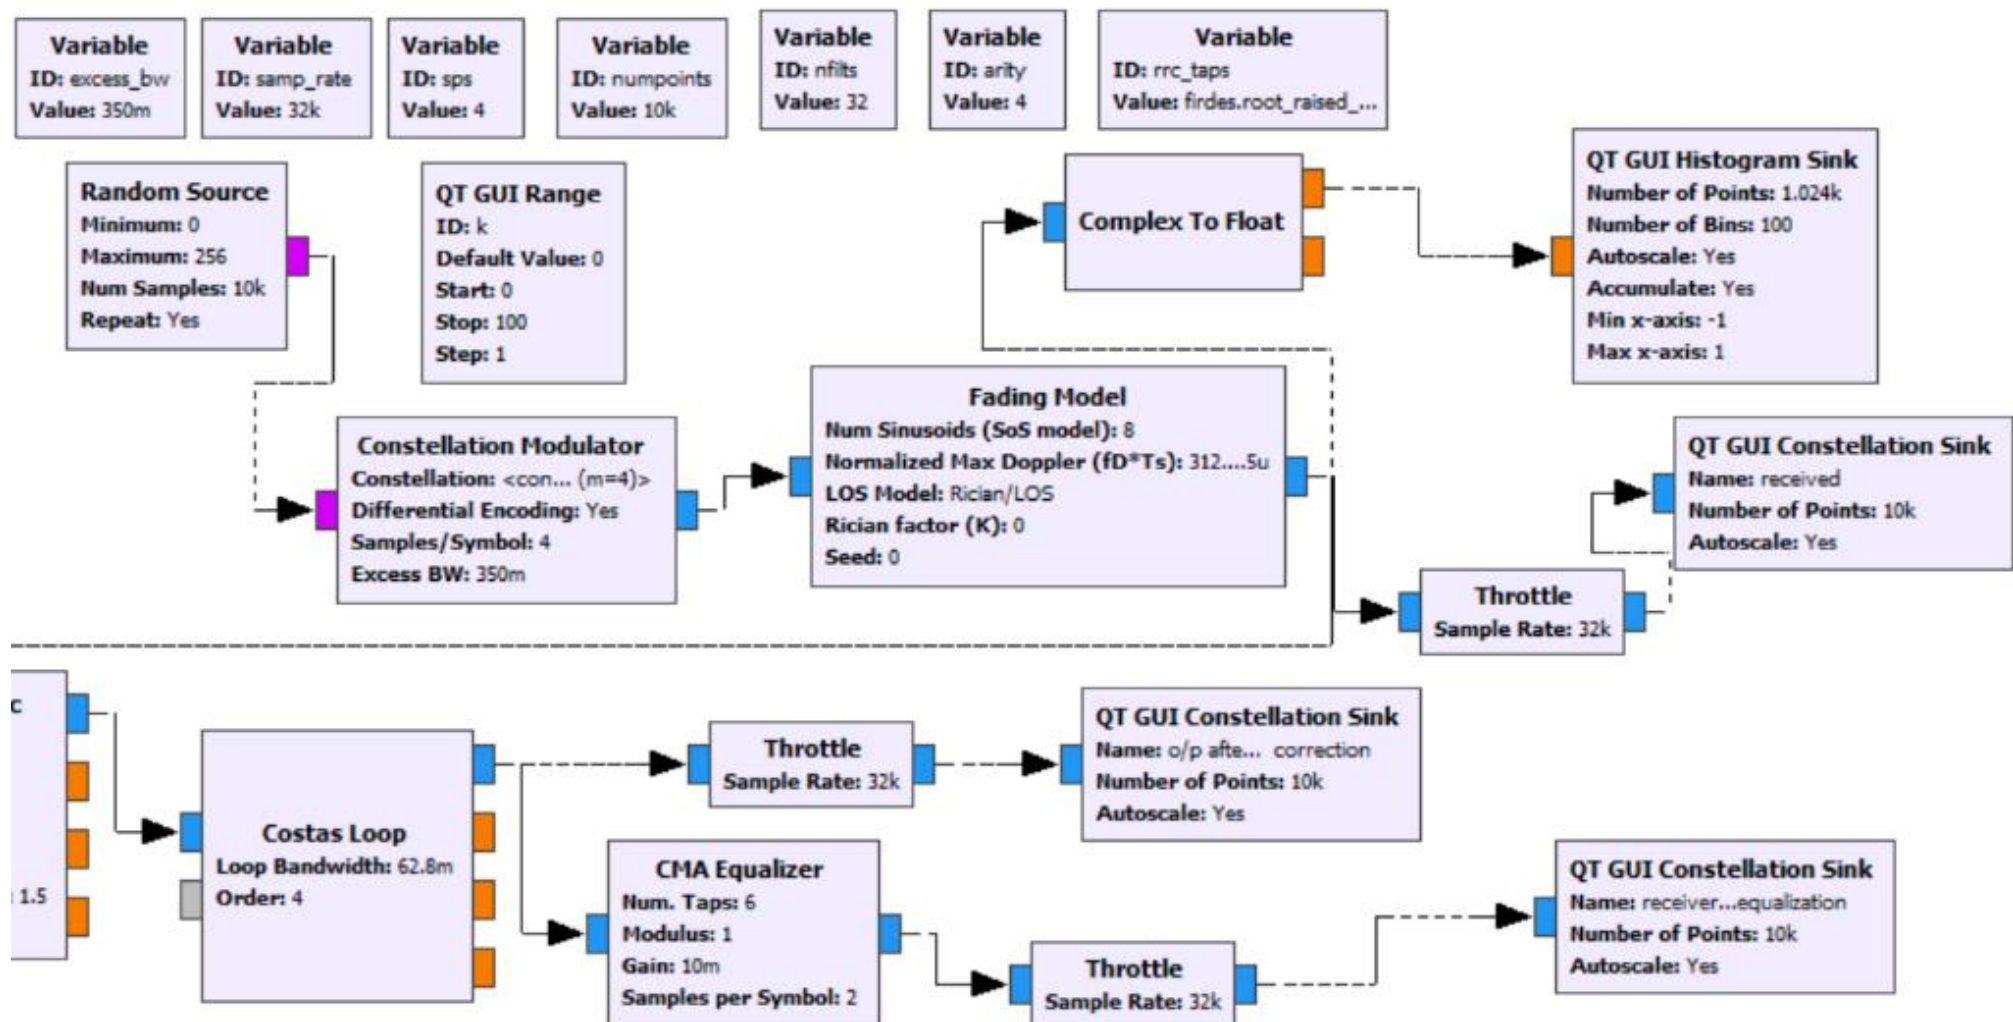 Variable
ID: excess_bw
Value: 350m
Variable
ID: samp_rate
Value: 32k
Variable
ID: sps
Value: 4
Variable
ID: numpoints
Value: 10k
Variable
ID: nfilts
Value: 32
Variable
ID: arity
Value: 4
Variable
ID: rrc_taps
Value: firdes.root_raised_...
Random Source
Minimum: 0
Maximum: 256
Num Samples: 10k
Repeat: Yes
QT GUI Range
ID: k
Default Value: 0
Start: 0
Stop: 100
Step: 1
Complex To Float
QT GUI Histogram Sink
Number of Points: 1.024k
Number of Bins: 100
Autoscale: Yes
Accumulate: Yes
Min x-axis: -1
Max x-axis: 1
Constellation Modulator
Constellation: <con... (m=4)>
Differential Encoding: Yes
Samples/Symbol: 4
Excess BW: 350m
Fading Model
Num Sinusoids (SoS model): 8
Normalized Max Doppler (fD*Ts): 312....5u
LOS Model: Rician/LOS
Rician factor (K): 0
Seed: 0
QT GUI Constellation Sink
Name: received
Number of Points: 10k
Autoscale: Yes
Throttle
Sample Rate: 32k
c
: 1.5
Costas Loop
Loop Bandwidth: 62.8m
Order: 4
Throttle
Sample Rate: 32k
QT GUI Constellation Sink
Name: o/p afte... correction
Number of Points: 10k
Autoscale: Yes
CMA Equalizer
Num. Taps: 6
Modulus: 1
Gain: 10m
Samples per Symbol: 2
Throttle
Sample Rate: 32k
QT GUI Constellation Sink
Name: receiver...equalization
Number of Points: 10k
Autoscale: Yes